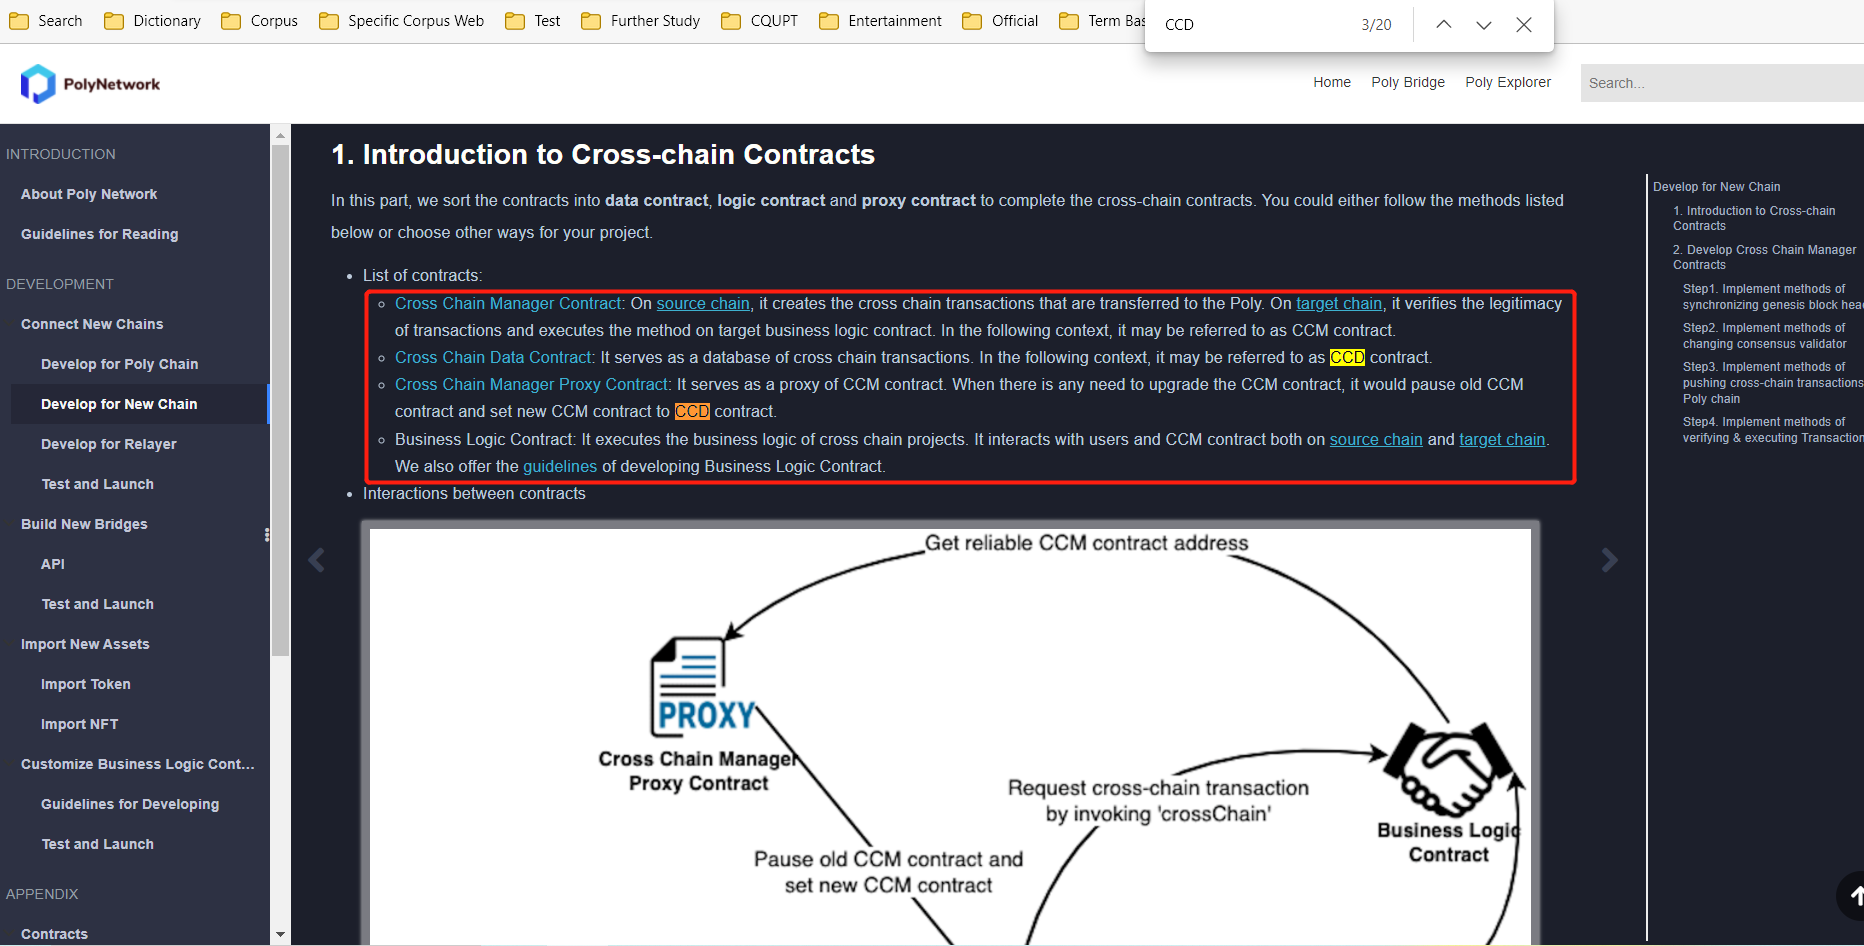 Search
Dictionary
Corpus
Specific Corpus Web
Test
Further Study
CQUPT
Entertainment
Official
Term Bas
CCD
3/20
PolyNetwork
Home
Poly Bridge
Poly Explorer
Search...
INTRODUCTION
About Poly Network
Guidelines for Reading
DEVELOPMENT
Connect New Chains
Develop for Poly Chain
Develop for New Chain
Develop for Relayer
Test and Launch
Build New Bridges
API
Test and Launch
Import New Assets
Import Token
Import NFT
Customize Business Logic Cont...
Guidelines for Developing
Test and Launch
APPENDIX
Contracts
1. Introduction to Cross-chain Contracts
In this part, we sort the contracts into data contract, logic contract and proxy contract to complete the cross-chain contracts. You could either follow the methods listed
below or choose other ways for your project.
List of contracts:
Cross Chain Manager Contract: On source chain, it creates the cross chain transactions that are transferred to the Poly. On target chain, it verifies the legitimacy
of transactions and executes the method on target business logic contract. In the following context, it may be referred to as CCM contract.
Cross Chain Data Contract: It serves as a database of cross chain transactions. In the following context, it may be referred to as CCD contract.
Cross Chain Manager Proxy Contract: It serves as a proxy of CCM contract. When there is any need to upgrade the CCM contract, it would pause old CCM
contract and set new CCM contract to CCD contract.
Business Logic Contract: It executes the business logic of cross chain projects. It interacts with users and CCM contract both on source chain and target chain.
We also offer the guidelines of developing Business Logic Contract.
Interactions between contracts
Get reliable CCM contract address
PROXY
Cross Chain Manager
Proxy Contract
Request cross-chain transaction
by invoking 'crossChain'
Business Logic
Contract
Pause old CCM contract and
set new CCM contract
Develop for New Chain
1. Introduction to Cross-chain
Contracts
2. Develop Cross Chain Manager
Contracts
Step1. Implement methods of
synchronizing genesis block hea
Step2. Implement methods of
changing consensus validator
Step3. Implement methods of
pushing cross-chain transactions
Poly chain
Step4. Implement methods of
verifying & executing Transaction